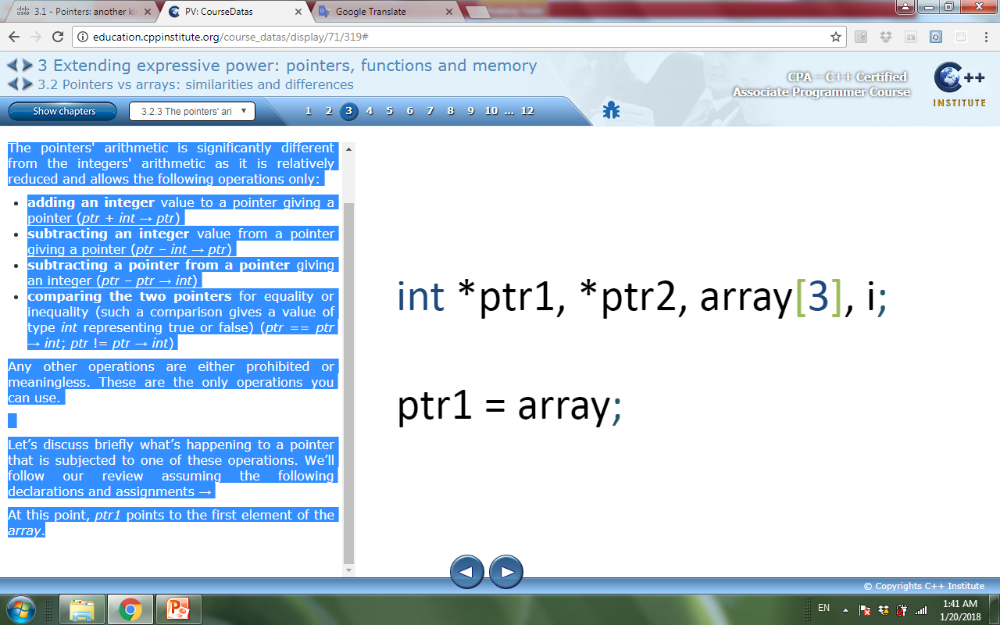 3.1 - Pointers: another ki
PV: CourseDatas
Google Translate
education.cppinstitute.org/course_datas/display/71/319#
3 Extending expressive power: pointers, functions and memory
3.2 Pointers vs arrays: similarities and differences
CPA – C++ Certified
Associate Programmer Course
++
INSTITUTE
Show chapters
3.2.3 The pointers' ari
1 2 3 4 5 6 7 8 9 10 ... 12
The pointers' arithmetic is significantly different
from the integers' arithmetic as it is relatively
reduced and allows the following operations only:
• adding an integer value to a pointer giving a
pointer (ptr + int → ptr)
• subtracting an integer value from a pointer
giving a pointer (ptr − int → ptr)
• subtracting a pointer from a pointer giving
an integer (ptr − ptr → int)
• comparing the two pointers for equality or
inequality (such a comparison gives a value of
type int representing true or false) (ptr == ptr
→ int; ptr != ptr → int)
Any other operations are either prohibited or
meaningless. These are the only operations you
can use.
Let’s discuss briefly what’s happening to a pointer
that is subjected to one of these operations. We’ll
follow our review assuming the following
declarations and assignments →
At this point, ptr1 points to the first element of the
array.
int *ptr1, *ptr2, array[3], i;
ptr1 = array;
© Copyrights C++ Institute
EN
1:41 AM
1/20/2018